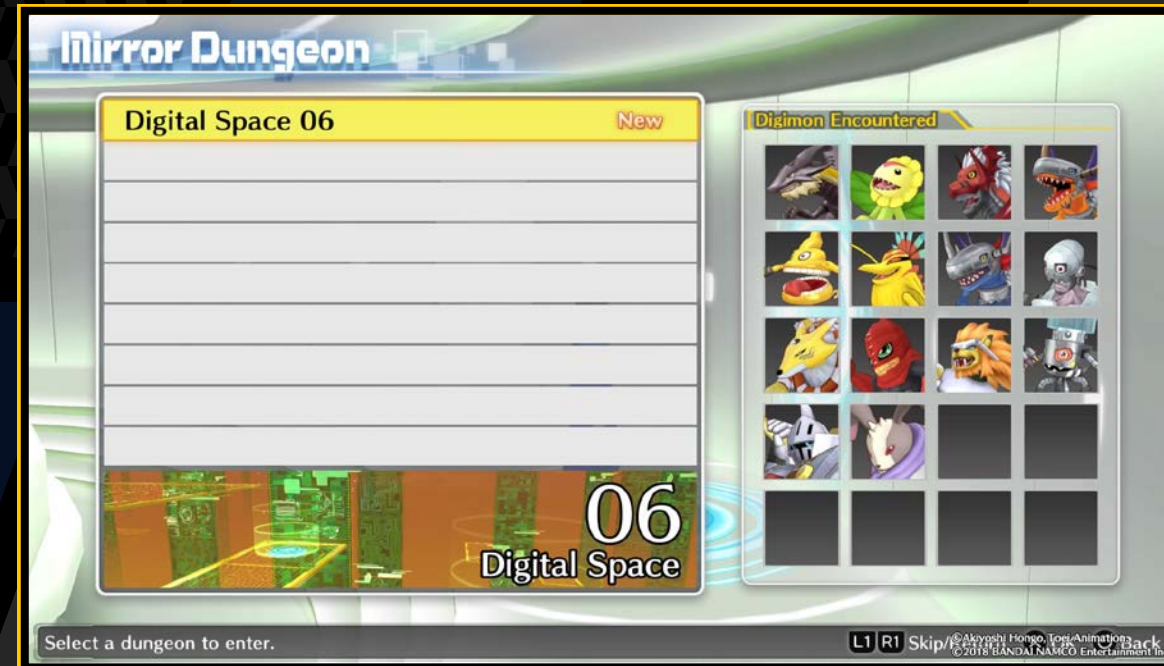 Mirror Dungeon
Digital Space 06 New
Digimon Encountered
06
Digital Space
Select a dungeon to enter.
L1 R1 Skip/
©Akiyoshi Hongo, Toei Animation
©2018 BANDAI NAMCO Entertainment In
Back